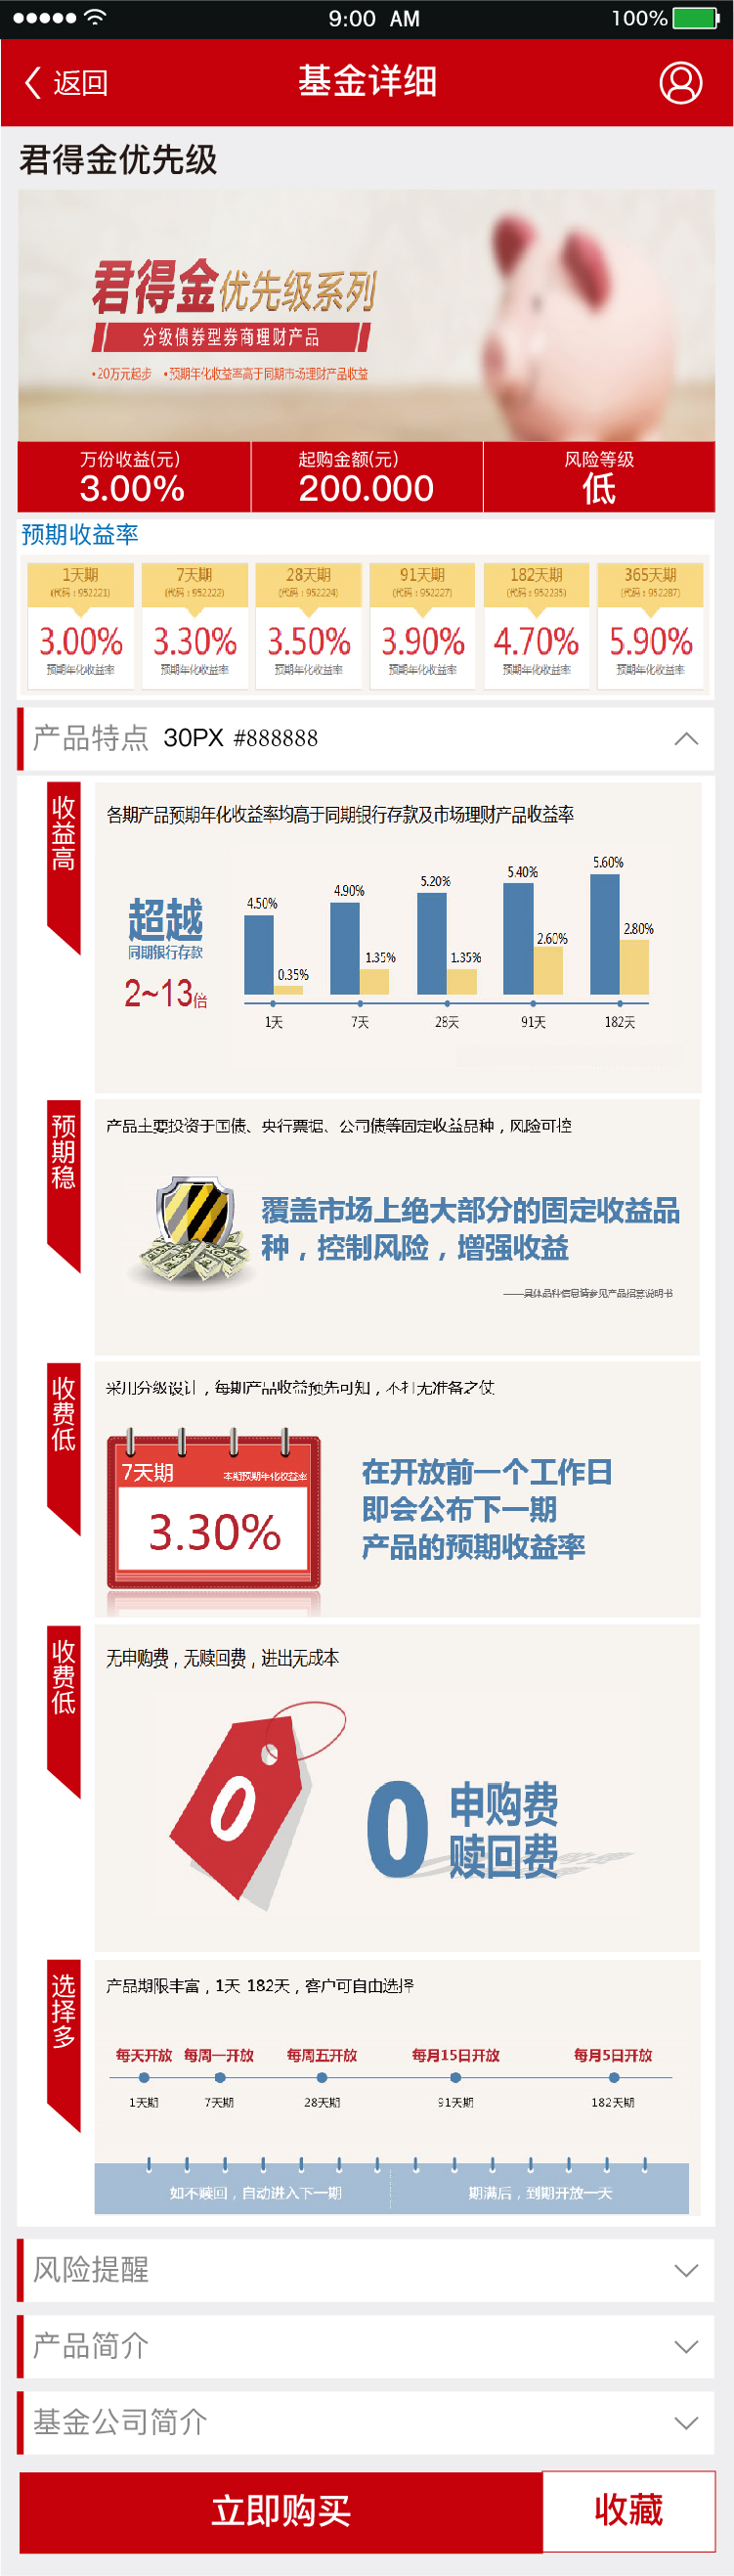 9:00 AM
100%
返回
基金详细
君得金优先级
君得金优先级系列
分级债券型券商理财产品
•20万元起步 •预期年化收益率高于同期市场理财产品收益
万份收益(元)
3.00%
起购金额(元)
200.000
风险等级
低
预期收益率
1天期
(代码：952221)
3.00%
预期年化收益率
7天期
(代码：952222)
3.30%
预期年化收益率
28天期
(代码：952224)
3.50%
预期年化收益率
91天期
(代码：952227)
3.90%
预期年化收益率
182天期
(代码：952235)
4.70%
预期年化收益率
365天期
(代码：952287)
5.90%
预期年化收益率
产品特点 30PX #888888
收益高
各期产品预期年化收益率均高于同期银行存款及市场理财产品收益率
超越
同期银行存款
2~13倍
4.50%
0.35%
4.90%
1.35%
5.20%
1.35%
5.40%
2.60%
5.60%
2.80%
1天
7天
28天
91天
182天
预期稳
产品主要投资于国债、央行票据、公司债等固定收益品种，风险可控
覆盖市场上绝大部分的固定收益品
种，控制风险，增强收益
——具体品种信息请参见产品招募说明书
收费低
采用分级设计，每期产品收益预先可知，不打无准备之仗
7天期
本期预期年化收益率
3.30%
在开放前一个工作日
即会公布下一期
产品的预期收益率
收费低
无申购费，无赎回费，进出无成本
0
0
申购费
赎回费
选择多
产品期限丰富，1天 182天，客户可自由选择
每天开放 每周一开放 每周五开放 每月15日开放 每月5日开放
1天期 7天期 28天期 91天期 182天期
如不赎回，自动进入下一期
期满后，到期开放一天
风险提醒
产品简介
基金公司简介
立即购买
收藏